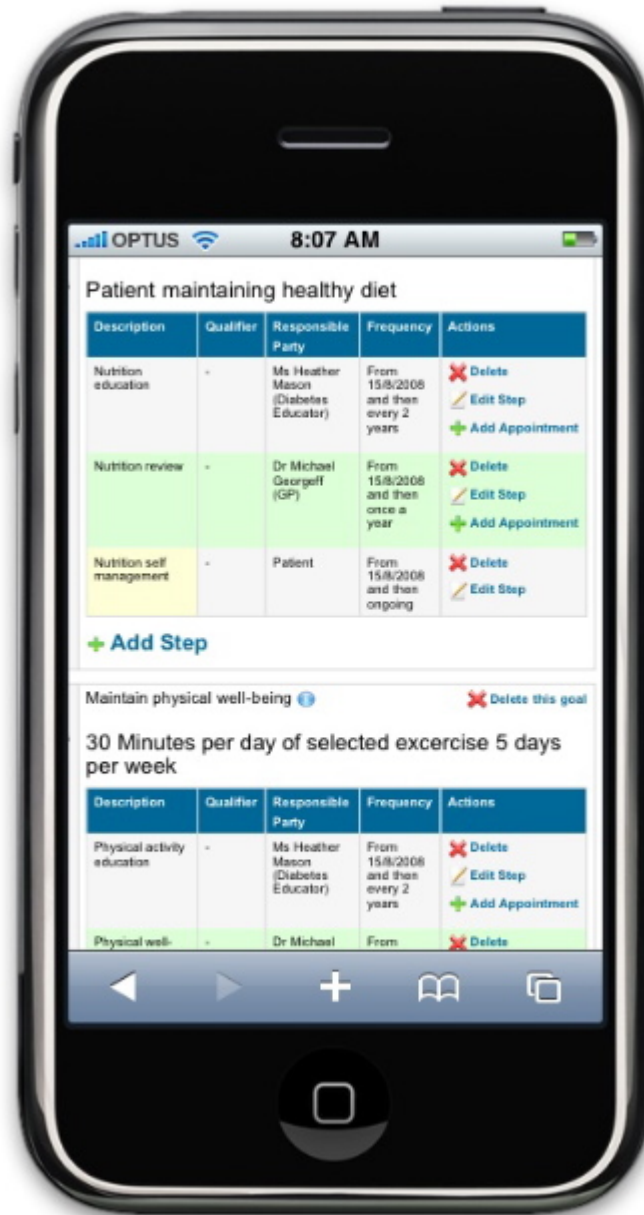 OPTUS 8:07 AM
Patient maintaining healthy diet
Description Qualifier Responsible Party Frequency Actions
Nutrition education - Ms Heather Mason (Diabetes Educator) From 15/8/2008 and then every 2 years Delete Edit Step Add Appointment
Nutrition review - Dr Michael Georgeff (GP) From 15/8/2008 and then once a year Delete Edit Step Add Appointment
Nutrition self management - Patient From 15/8/2008 and then ongoing Delete Edit Step
Add Step
Maintain physical well-being Delete this goal
30 Minutes per day of selected excercise 5 days
per week
Description Qualifier Responsible Party Frequency Actions
Physical activity education - Ms Heather Mason (Diabetes Educator) From 15/8/2008 and then every 2 years Delete Edit Step Add Appointment
Physical well- - Dr Michael From Delete